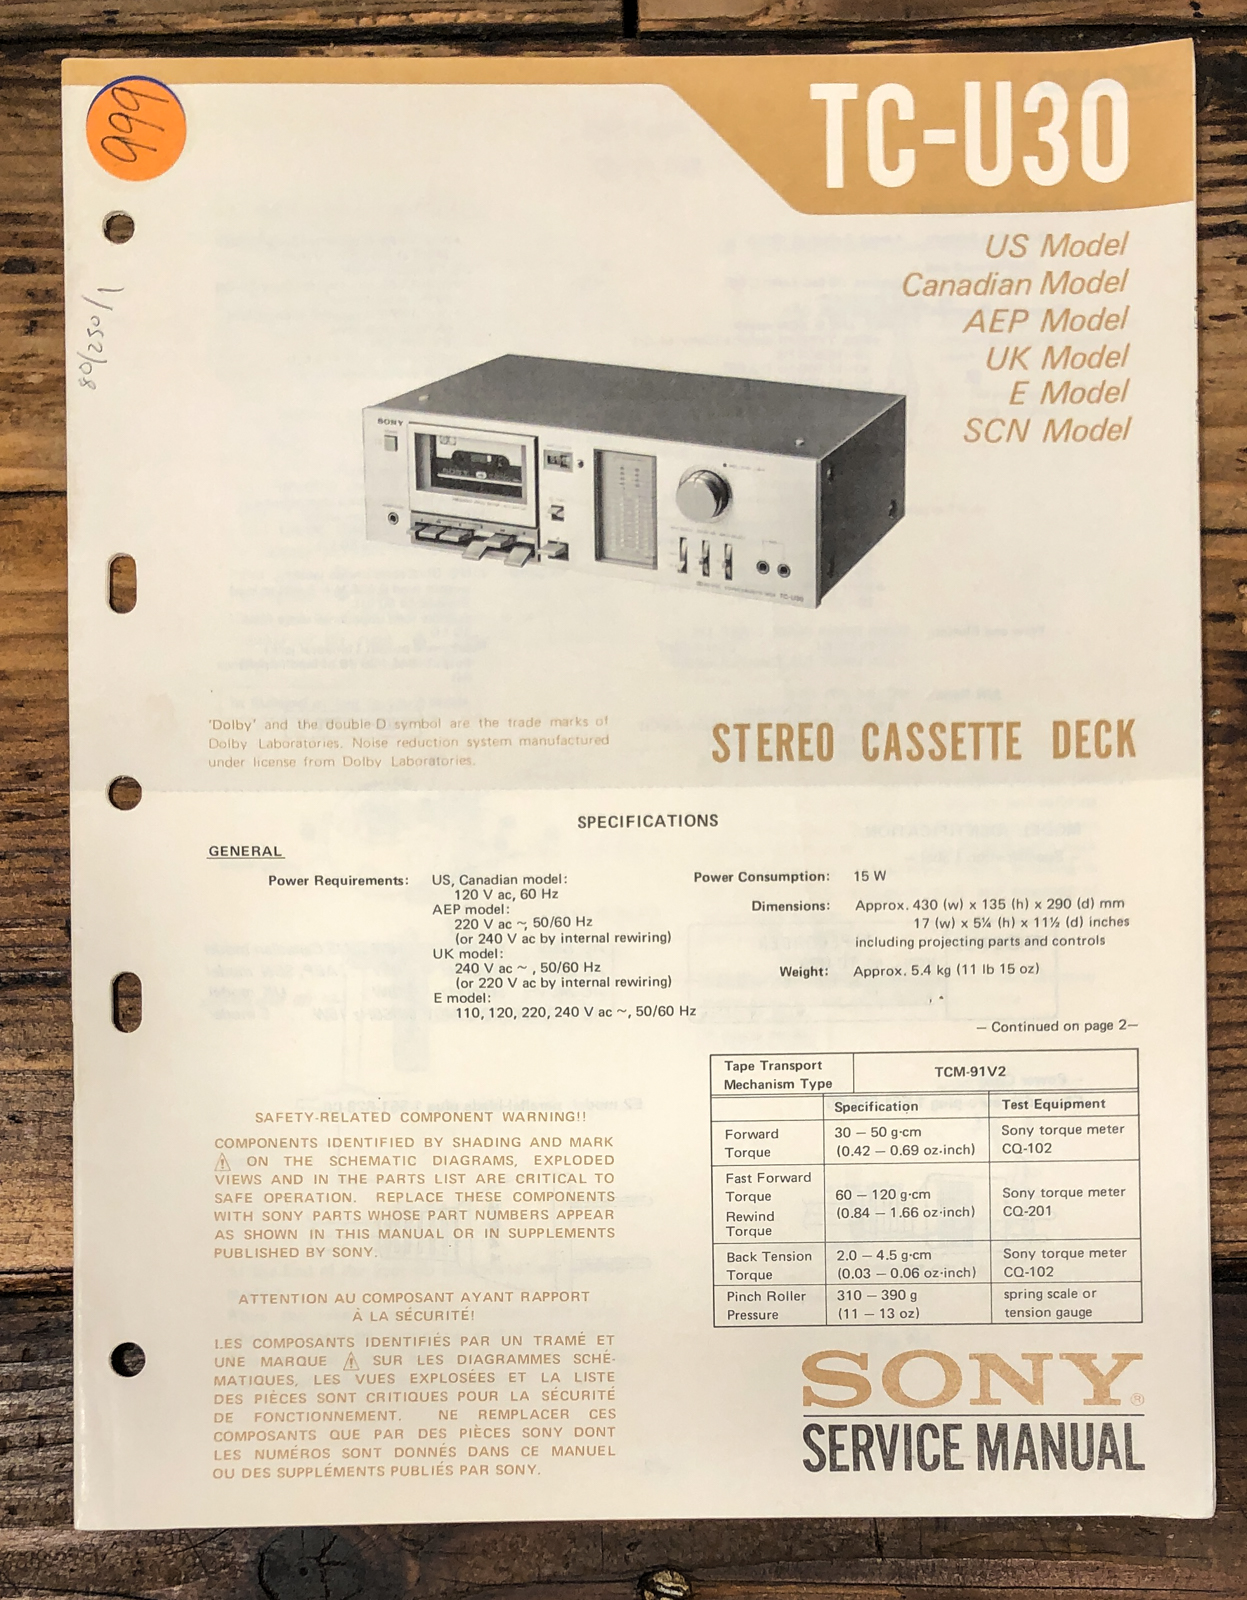 999
80/250/1
TC-U30
US Model
Canadian Model
AEP Model
UK Model
E Model
SCN Model
SONY
SONY
TC-U30
'Dolby' and the double-D symbol are the trade marks of
Dolby Laboratories. Noise reduction system manufactured
under license from Dolby Laboratories.
STEREO CASSETTE DECK
SPECIFICATIONS
GENERAL
Power Requirements:
US, Canadian model:
120 V ac, 60 Hz
AEP model:
220 V ac ~, 50/60 Hz
(or 240 V ac by internal rewiring)
UK model:
240 V ac ~ , 50/60 Hz
(or 220 V ac by internal rewiring)
E model:
110, 120, 220, 240 V ac ~, 50/60 Hz
Power Consumption: 15 W
Dimensions: Approx. 430 (w) x 135 (h) x 290 (d) mm
17 (w) x 5¼ (h) x 11½ (d) inches
including projecting parts and controls
Weight: Approx. 5.4 kg (11 lb 15 oz)
— Continued on page 2—
SAFETY-RELATED COMPONENT WARNING!!
COMPONENTS IDENTIFIED BY SHADING AND MARK
⚠ ON THE SCHEMATIC DIAGRAMS, EXPLODED
VIEWS AND IN THE PARTS LIST ARE CRITICAL TO
SAFE OPERATION. REPLACE THESE COMPONENTS
WITH SONY PARTS WHOSE PART NUMBERS APPEAR
AS SHOWN IN THIS MANUAL OR IN SUPPLEMENTS
PUBLISHED BY SONY.
ATTENTION AU COMPOSANT AYANT RAPPORT
À LA SÉCURITÉ!
LES COMPOSANTS IDENTIFIÉS PAR UN TRAMÉ ET
UNE MARQUE ⚠ SUR LES DIAGRAMMES SCHÉ-
MATIQUES, LES VUES EXPLOSÉES ET LA LISTE
DES PIÈCES SONT CRITIQUES POUR LA SÉCURITÉ
DE FONCTIONNEMENT. NE REMPLACER CES
COMPOSANTS QUE PAR DES PIÈCES SONY DONT
LES NUMÉROS SONT DONNÉS DANS CE MANUEL
OU DES SUPPLÉMENTS PUBLIÉS PAR SONY.
Tape Transport
Mechanism Type
TCM-91V2
Specification Test Equipment
Forward 30 — 50 g·cm Sony torque meter
Torque (0.42 — 0.69 oz·inch) CQ-102
Fast Forward
Torque 60 — 120 g·cm Sony torque meter
Rewind (0.84 — 1.66 oz·inch) CQ-201
Torque
Back Tension 2.0 — 4.5 g·cm Sony torque meter
Torque (0.03 — 0.06 oz·inch) CQ-102
Pinch Roller 310 — 390 g spring scale or
Pressure (11 — 13 oz) tension gauge
SONY®
SERVICE MANUAL